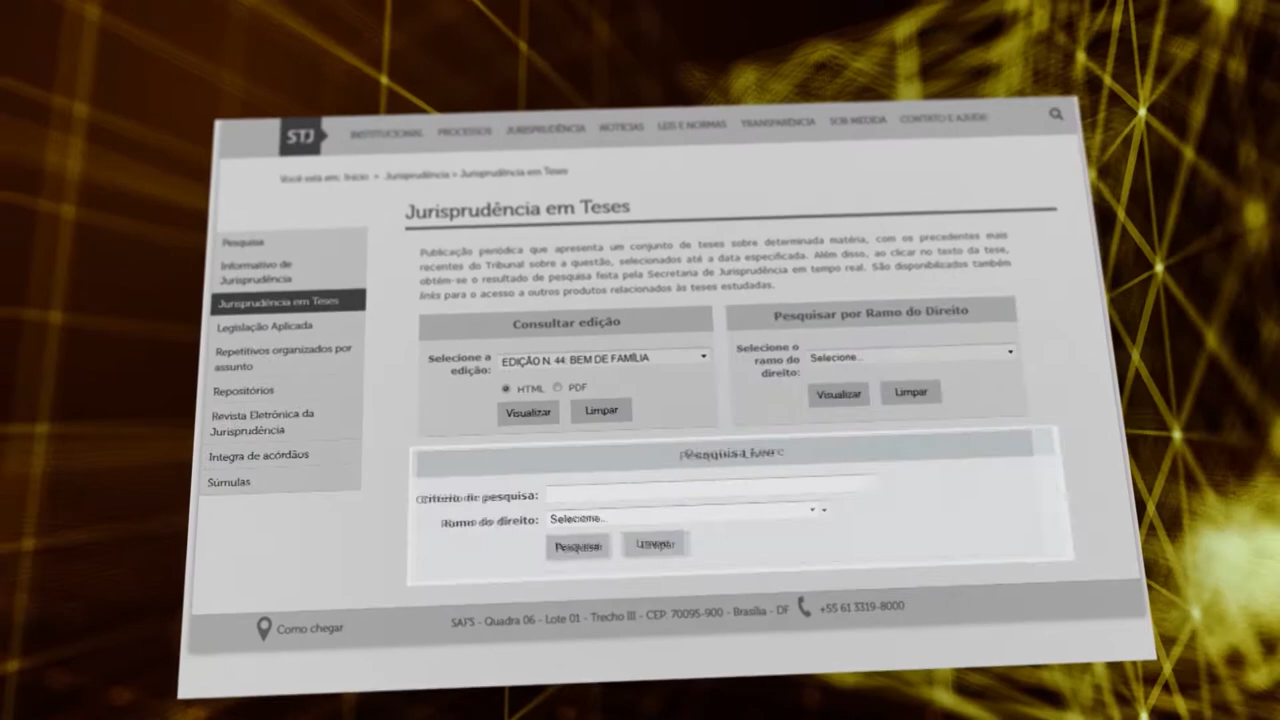 STJ INSTITUCIONAL PROCESSOS JURISPRUDÊNCIA NOTÍCIAS LEIS E NORMAS TRANSPARÊNCIA SOB MEDIDA CONTATO E AJUDA
Você está em: Início > Jurisprudência > Jurisprudência em Teses
Jurisprudência em Teses
Publicação periódica que apresenta um conjunto de teses sobre determinada matéria, com os precedentes mais
recentes do Tribunal sobre a questão, selecionados até a data especificada. Além disso, ao clicar no texto da tese,
obtém-se o resultado de pesquisa feita pela Secretaria de Jurisprudência em tempo real. São disponibilizados também
links para o acesso a outros produtos relacionados às teses estudadas.
Pesquisa
Informativo de
Jurisprudência
Jurisprudência em Teses
Legislação Aplicada
Repetitivos organizados por
assunto
Repositórios
Revista Eletrônica da
Jurisprudência
Íntegra de acórdãos
Súmulas
Consultar edição
Selecione a
edição:
EDIÇÃO N. 44: BEM DE FAMÍLIA
HTML PDF
Visualizar Limpar
Pesquisar por Ramo do Direito
Selecione o
ramo do
direito:
Selecione...
Visualizar Limpar
Pesquisa Livre
Critério de pesquisa:
Ramo do direito: Selecione...
Pesquisar Limpar
Como chegar
SAFS - Quadra 06 - Lote 01 - Trecho III - CEP: 70095-900 - Brasília - DF +55 61 3319-8000